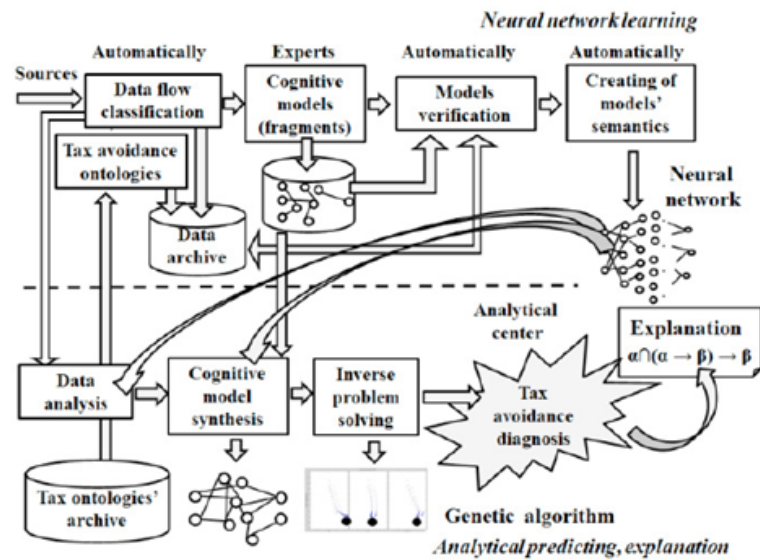 Neural network learning
Automatically
Experts
Automatically
Automatically
Sources
Data flow
classification
Cognitive
models
(fragments)
Models
verification
Creating of
models’
semantics
Tax avoidance
ontologies
Data
archive
Neural
network
Analytical
center
Explanation
α∩(α → β) → β
Data
analysis
Cognitive
model
synthesis
Inverse
problem
solving
Tax
avoidance
diagnosis
Tax ontologies’
archive
Genetic algorithm
Analytical predicting, explanation